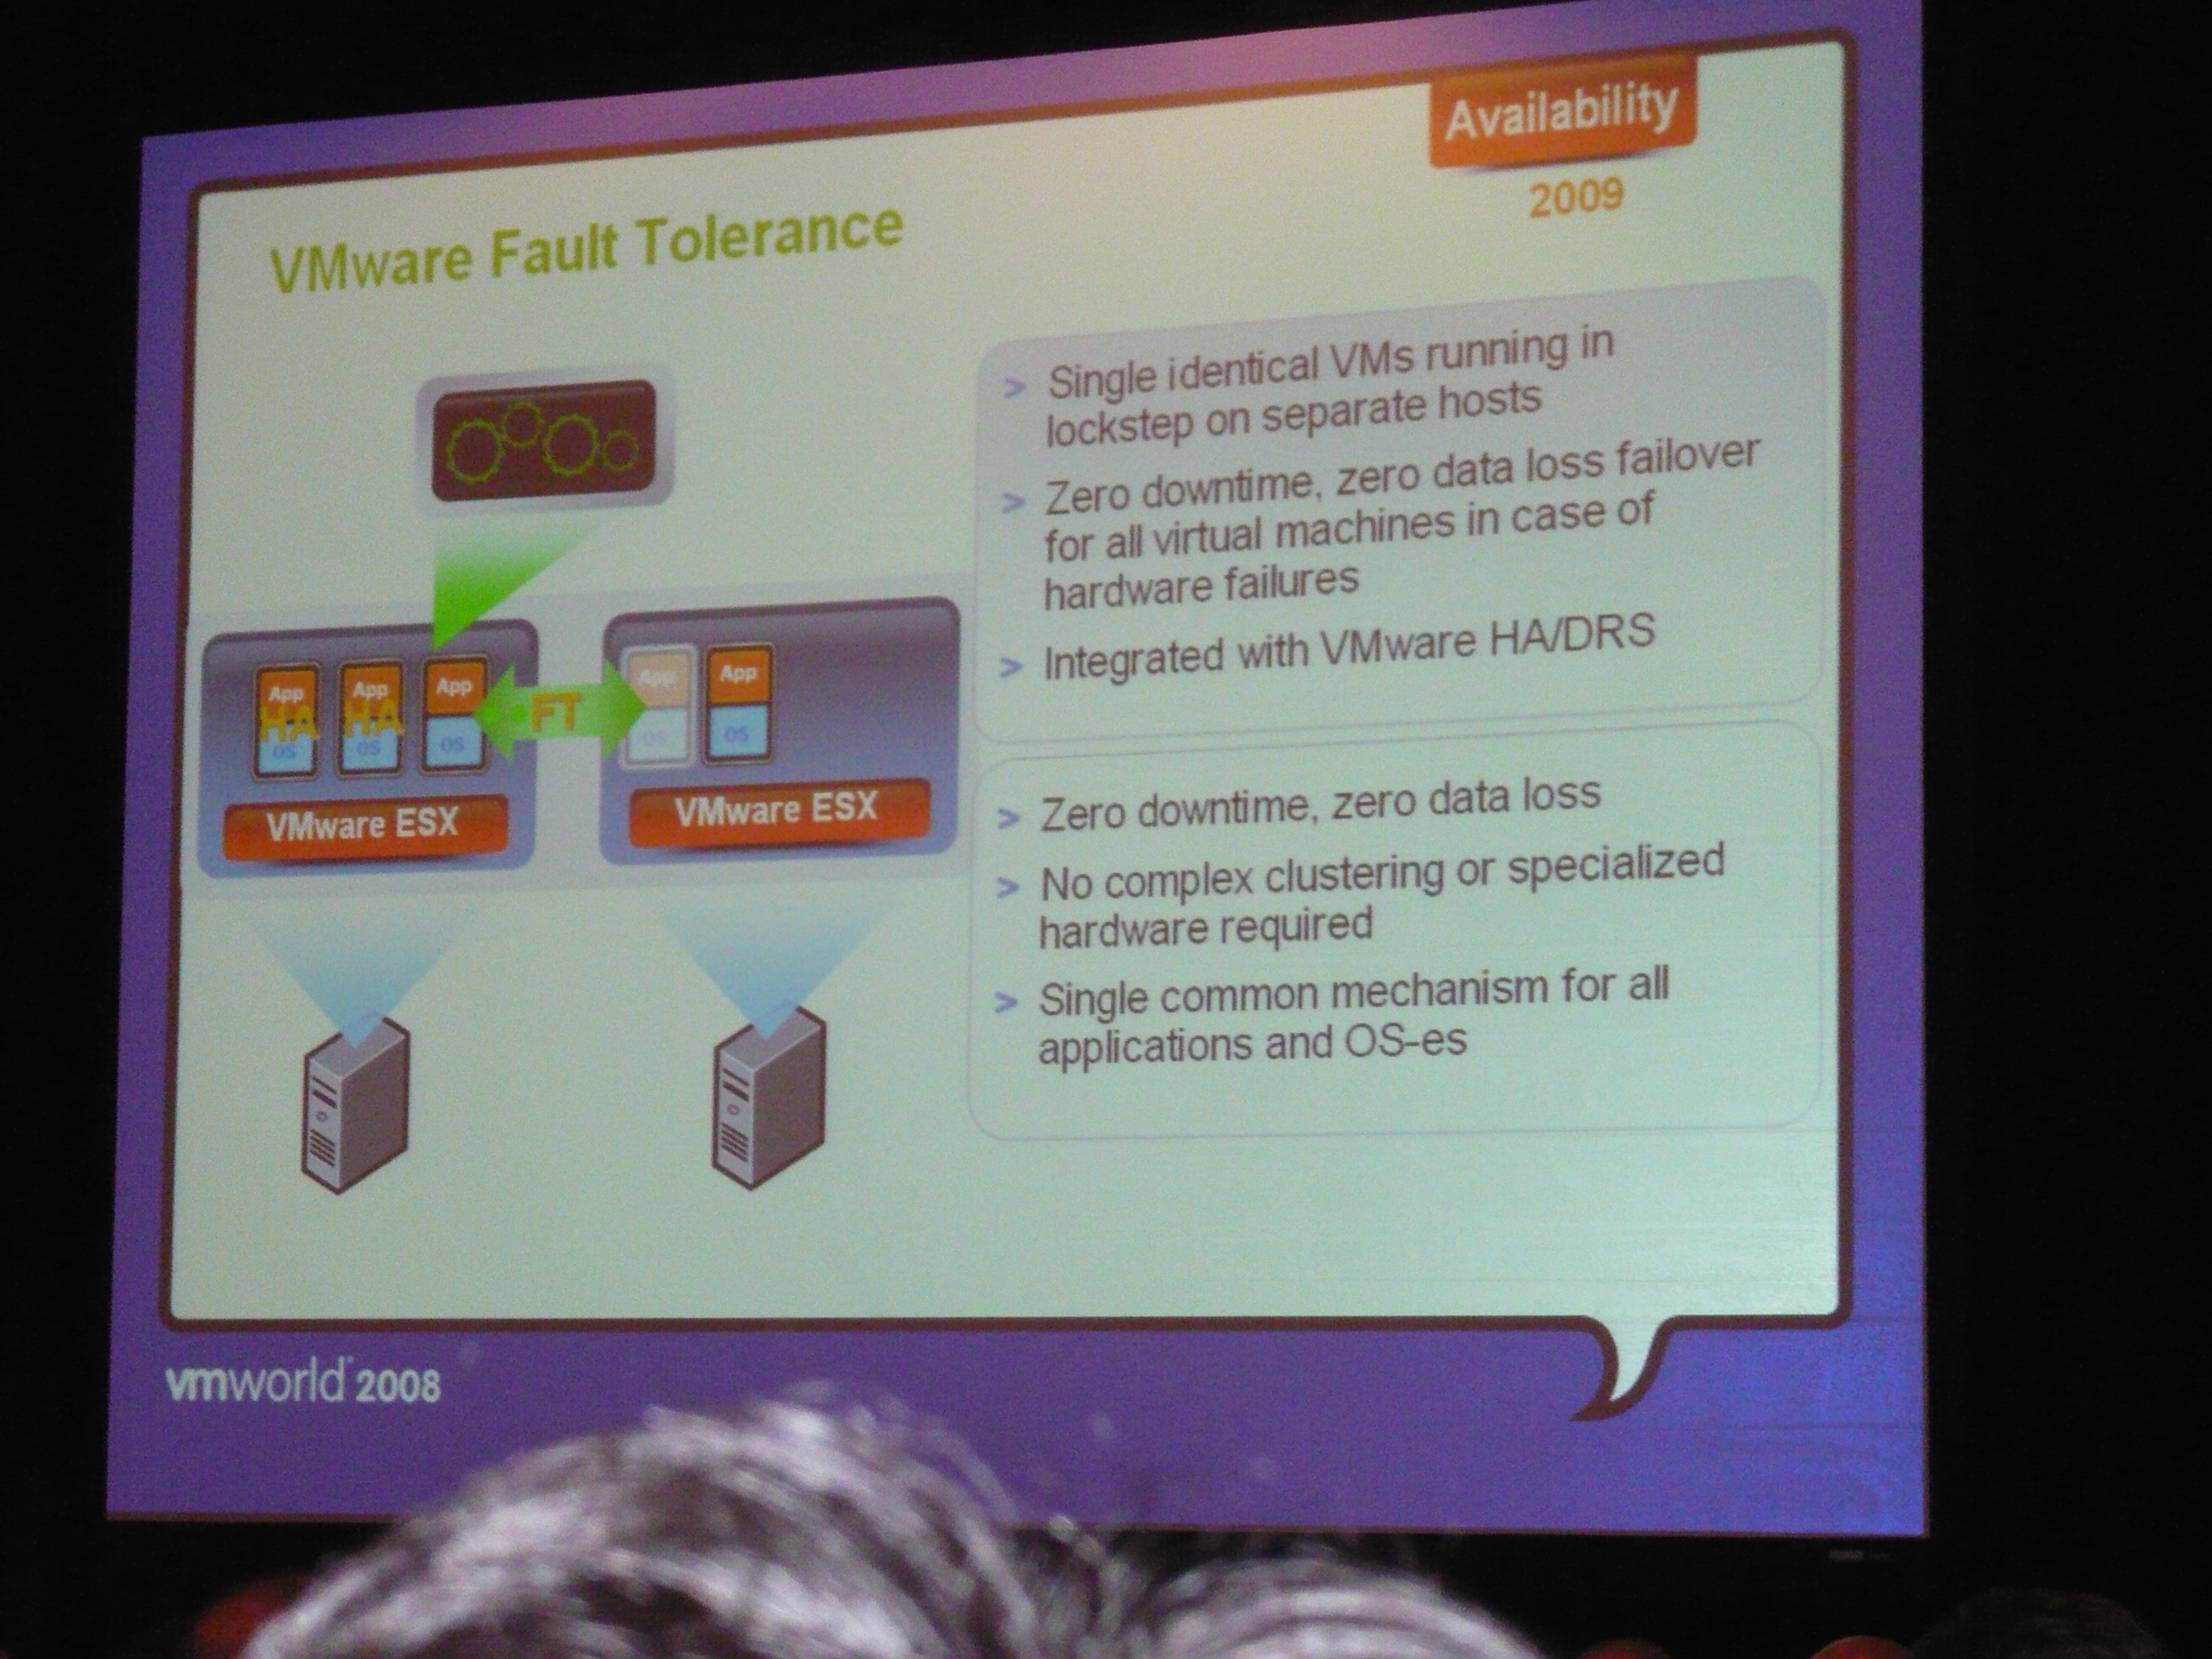 Availability
2009
VMware Fault Tolerance
> Single identical VMs running in
lockstep on separate hosts
> Zero downtime, zero data loss failover
for all virtual machines in case of
hardware failures
> Integrated with VMware HA/DRS
App
HA
OS
App
HA
OS
App
OS
FT
App
OS
App
OS
VMware ESX
VMware ESX
> Zero downtime, zero data loss
> No complex clustering or specialized
hardware required
> Single common mechanism for all
applications and OS-es
vmworld 2008